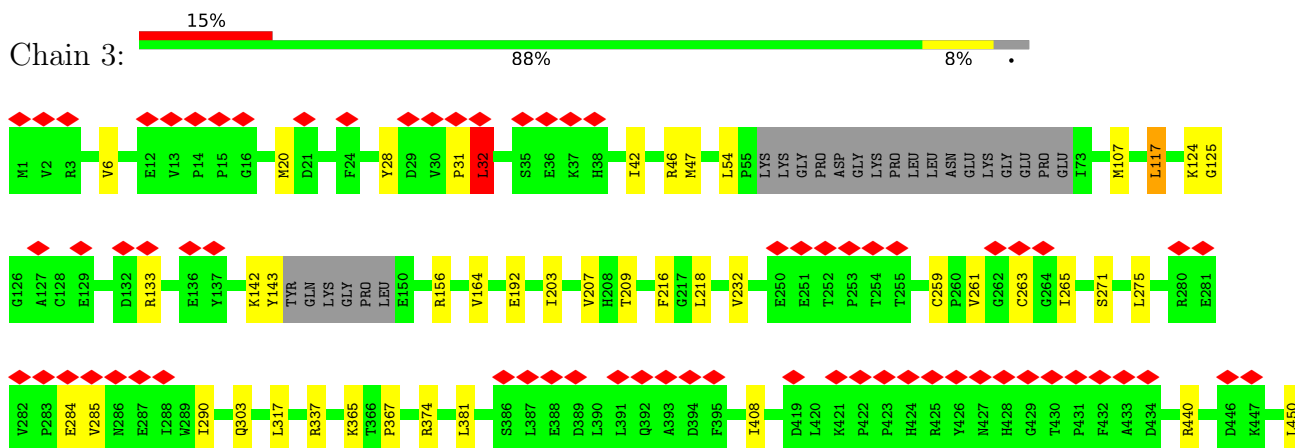 15%
Chain 3:
88% 8% •
M1 V2 R3 V6 E12 V13 P14 P15 G16 M20 D21 F24 Y28 D29 V30 P31 L32 S35 E36 K37 H38 I42 R46 M47 L54 P55 LYS LYS GLY PRO ASP GLY LYS PRO LEU LEU ASN GLU LYS GLY GLU PRO GLU I73 M107 L117 K124 G125
G126 A127 C128 E129 D132 R133 E136 Y137 K142 Y143 TYR GLN LYS GLY PRO LEU E150 R156 V164 E192 I203 V207 H208 T209 F216 G217 L218 V232 E250 E251 T252 P253 T254 T255 C259 P260 V261 G262 C263 G264 I265 S271 L275 R280 E281
V282 P283 E284 V285 N286 E287 I288 W289 I290 Q303 L317 R337 K365 T366 P367 R374 L381 S386 L387 E388 D389 L390 L391 Q392 A393 D394 F395 I408 D419 L420 K421 P422 P423 H424 R425 Y426 N427 H428 G429 T430 P431 F432 A433 D434 R440 D446 K447 L450